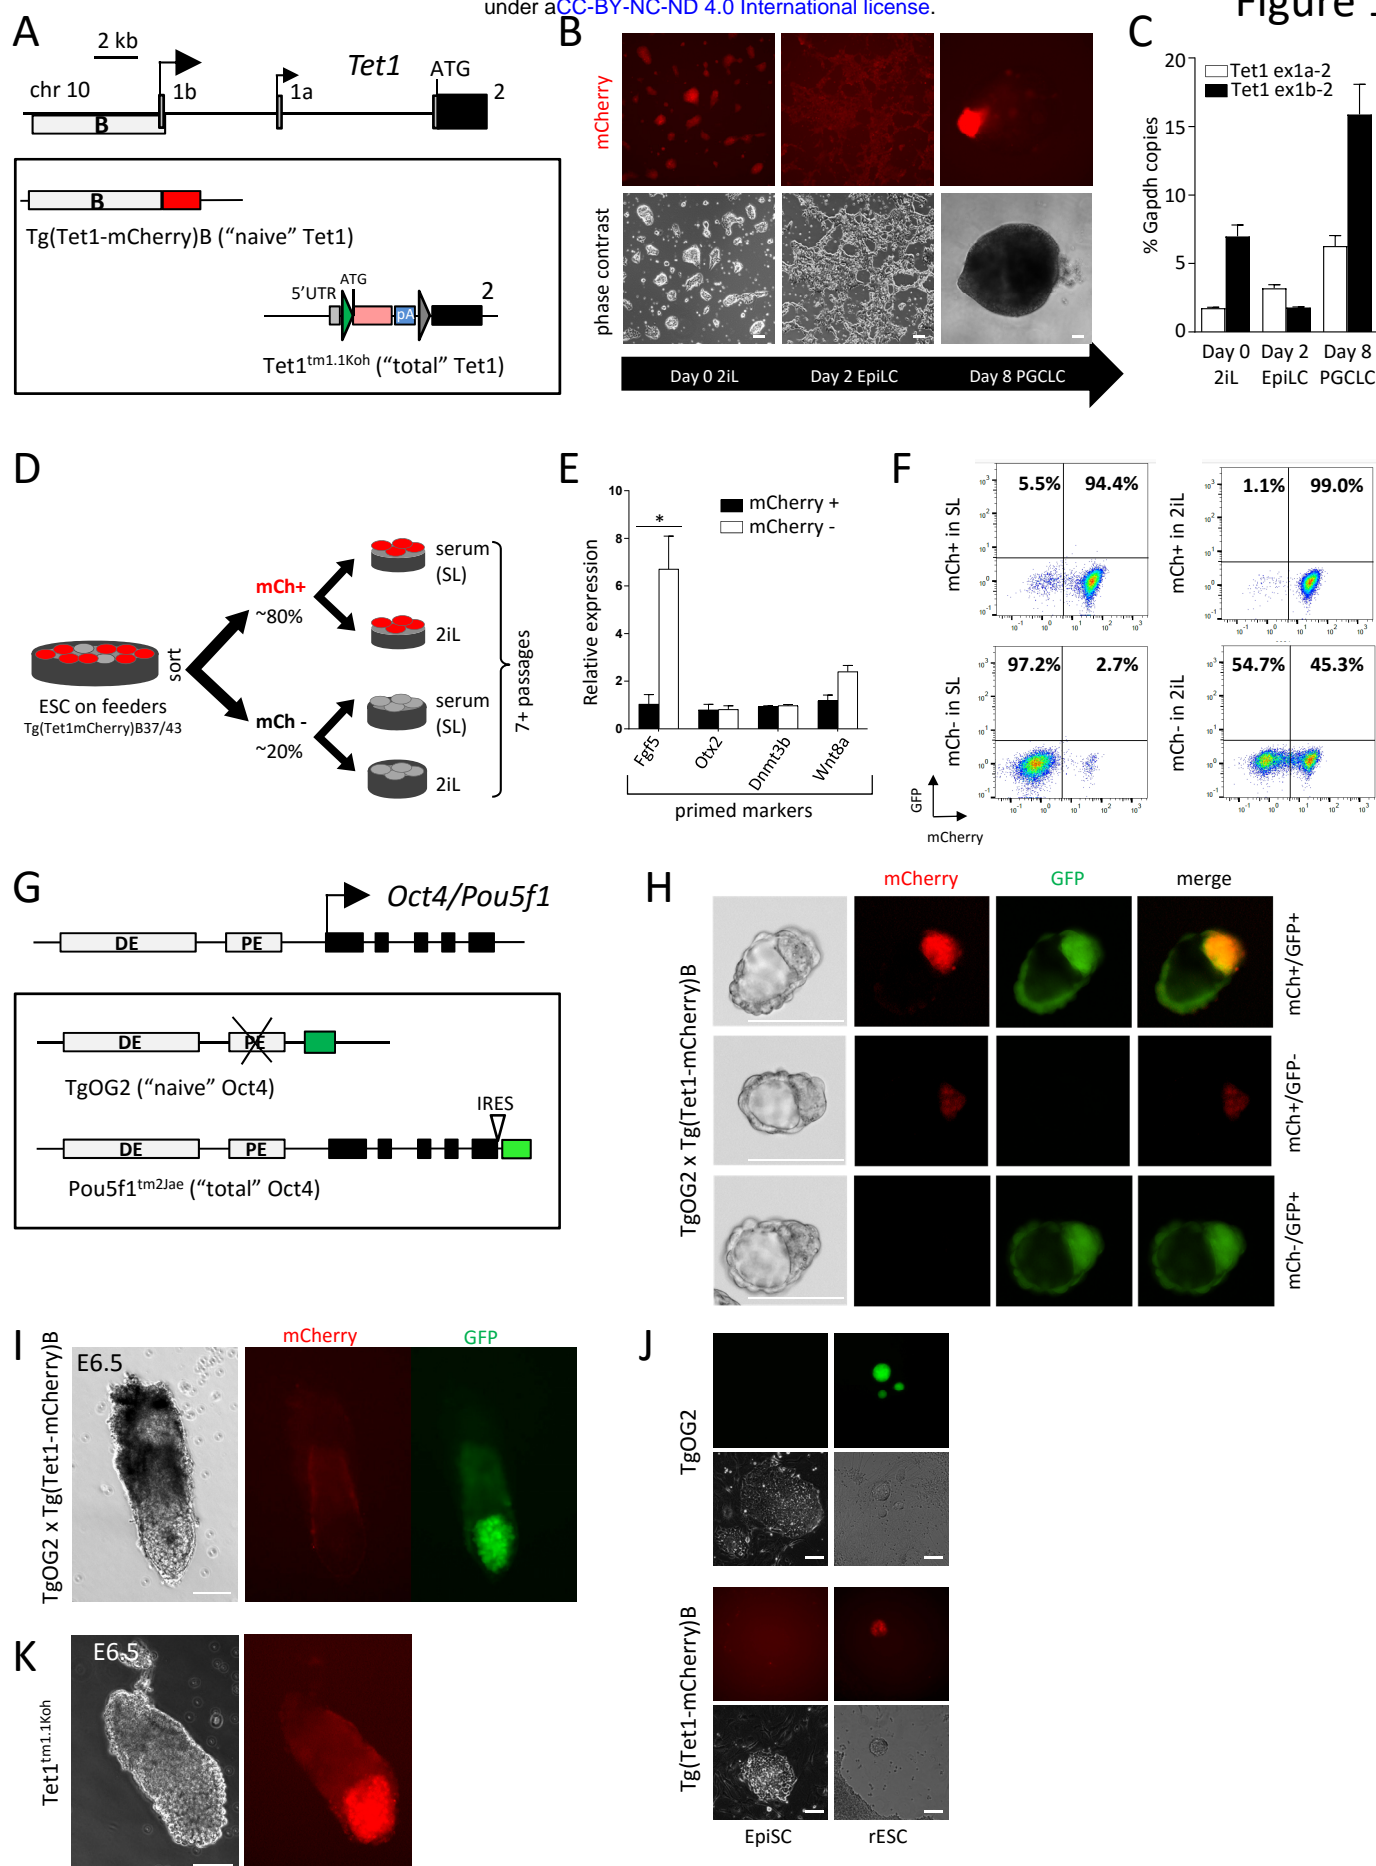 under aCC-BY-NC-ND 4.0 International license.
Figure 1
A
2 kb
Tet1
ATG
chr 10
1b
1a
2
B
B
Tg(Tet1-mCherry)B (“naive” Tet1)
ATG
5’UTR
2
pA
Tet1tm1.1Koh (“total” Tet1)
B
mCherry
phase contrast
Day 0 2iL
Day 2 EpiLC
Day 8 PGCLC
C
Tet1 ex1a-2
Tet1 ex1b-2
% Gapdh copies
20
15
10
5
0
Day 0 2iL
Day 2 EpiLC
Day 8 PGCLC
D
ESC on feeders
Tg(Tet1mCherry)B37/43
sort
mCh+
~80%
mCh -
~20%
serum
(SL)
2iL
serum
(SL)
2iL
7+ passages
E
Relative expression
10
8
6
4
2
0
mCherry +
mCherry -
*
Fgf5
Otx2
Dnmt3b
Wnt8a
primed markers
F
mCh+ in SL
5.5%
94.4%
mCh+ in 2iL
1.1%
99.0%
mCh- in SL
97.2%
2.7%
mCh- in 2iL
54.7%
45.3%
GFP
mCherry
G
Oct4/Pou5f1
DE
PE
DE
PE
TgOG2 (“naive” Oct4)
IRES
DE
PE
Pou5f1tm2Jae (“total” Oct4)
H
mCherry
GFP
merge
TgOG2 x Tg(Tet1-mCherry)B
mCh+/GFP+
mCh+/GFP-
mCh-/GFP+
I
mCherry
GFP
TgOG2 x Tg(Tet1-mCherry)B
E6.5
J
TgOG2
Tg(Tet1-mCherry)B
EpiSC
rESC
K
Tet1tm1.1Koh
E6.5